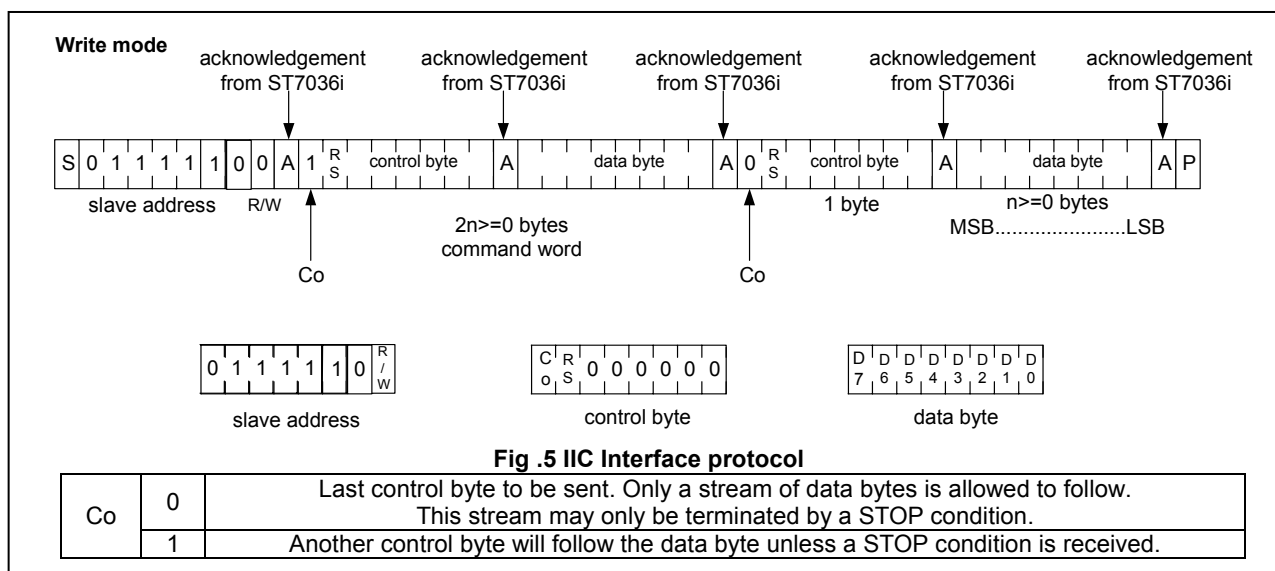 Write mode
acknowledgement from ST7036i
acknowledgement from ST7036i
acknowledgement from ST7036i
acknowledgement from ST7036i
acknowledgement from ST7036i
S 0 1 1 1 1 1 0 0 A 1 RS control byte A data byte A 0 RS control byte A data byte A P
slave address R/W
2n>=0 bytes
command word
1 byte
n>=0 bytes
MSB.......................LSB
Co
Co
0 1 1 1 1 1 0 R/W
Co RS 0 0 0 0 0 0
D7 D6 D5 D4 D3 D2 D1 D0
slave address
control byte
data byte
Fig .5 IIC Interface protocol
Co
0
Last control byte to be sent. Only a stream of data bytes is allowed to follow.
This stream may only be terminated by a STOP condition.
1
Another control byte will follow the data byte unless a STOP condition is received.